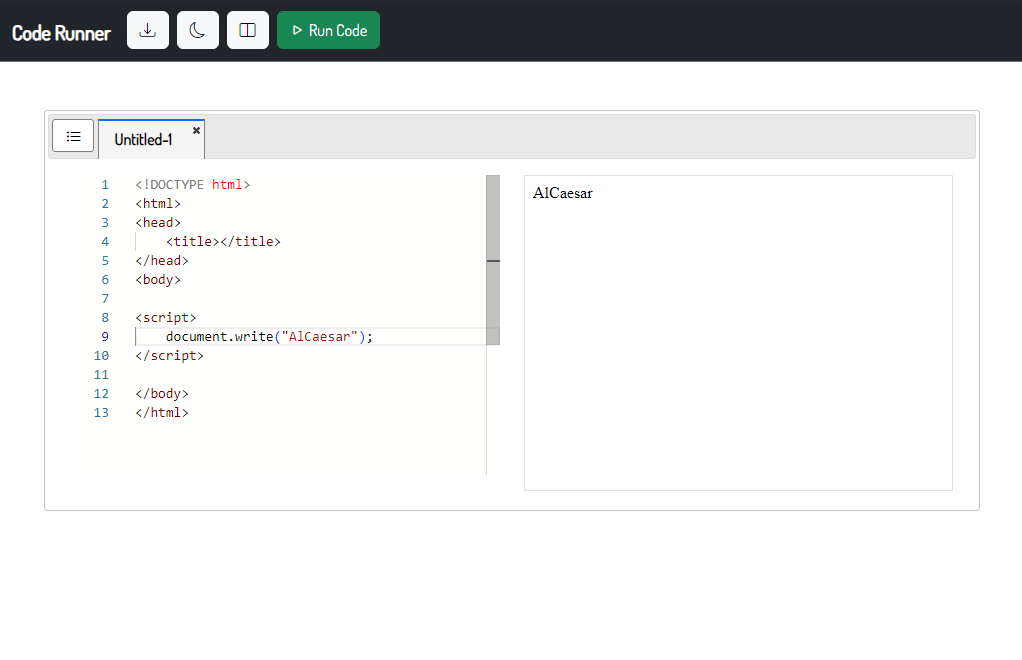 Code Runner Run Code
Untitled-1
1 <!DOCTYPE html>
2 <html>
3 <head>
4     <title></title>
5 </head>
6 <body>
7
8 <script>
9     document.write("AlCaesar");
10 </script>
11
12 </body>
13 </html>
AlCaesar